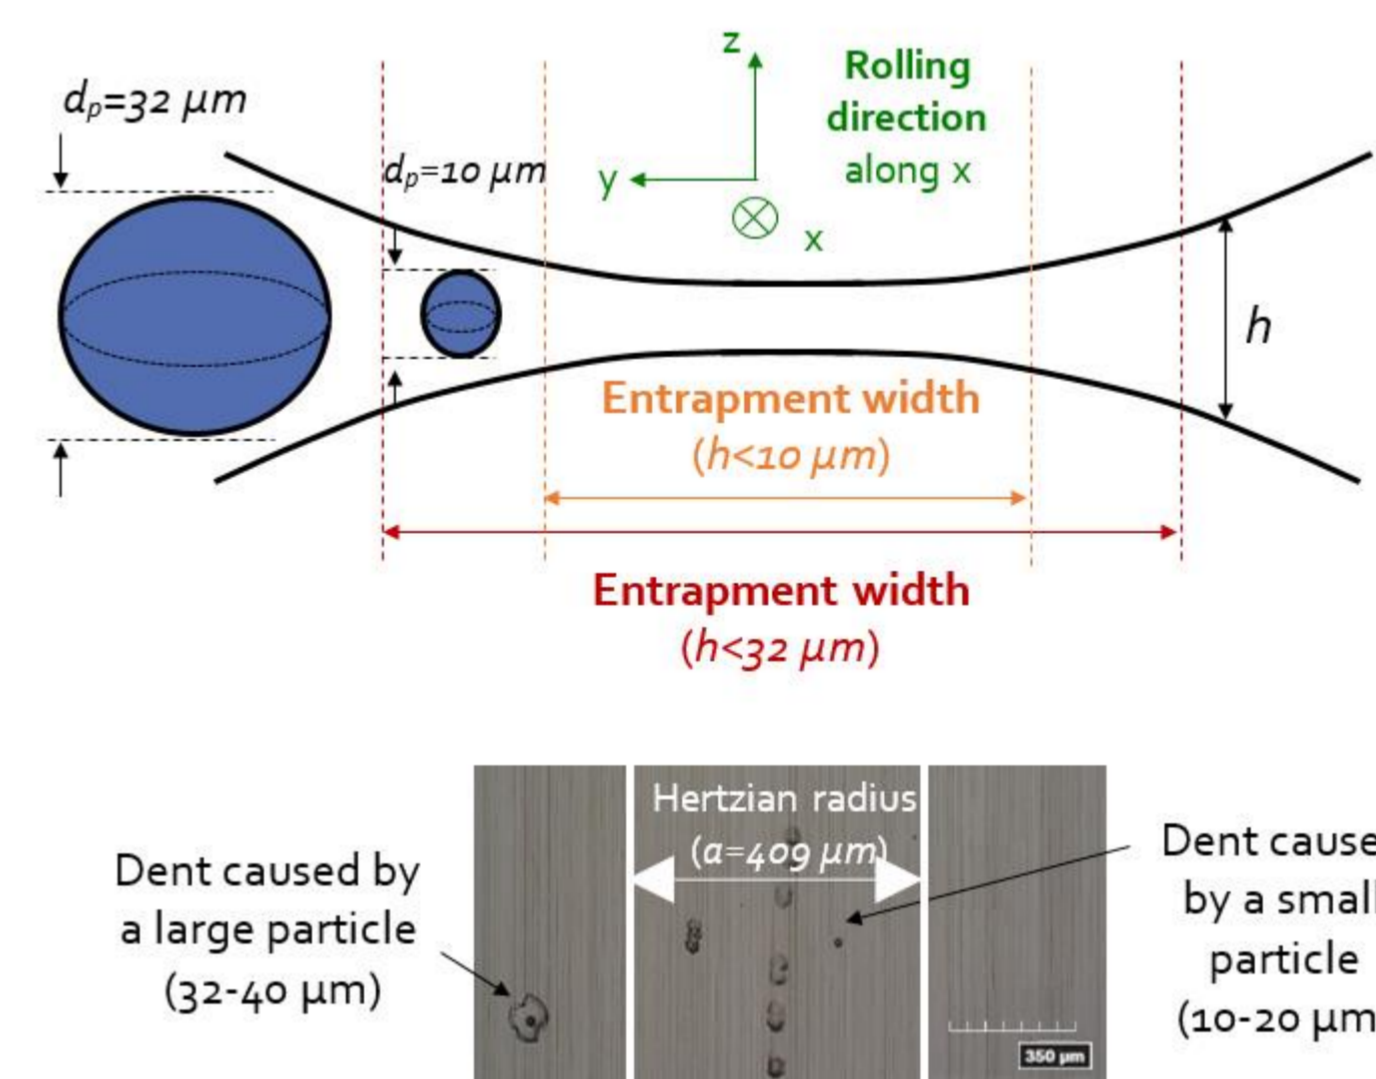 z
Rolling
direction
along x
dₚ=32 µm
dₚ=10 µm
y
x
h
Entrapment width
(h<10 µm)
Entrapment width
(h<32 µm)
Hertzian radius
(a=409 µm)
Dent caused by
a large particle
(32-40 µm)
Dent cause
by a small
particle
(10-20 µm
350 µm